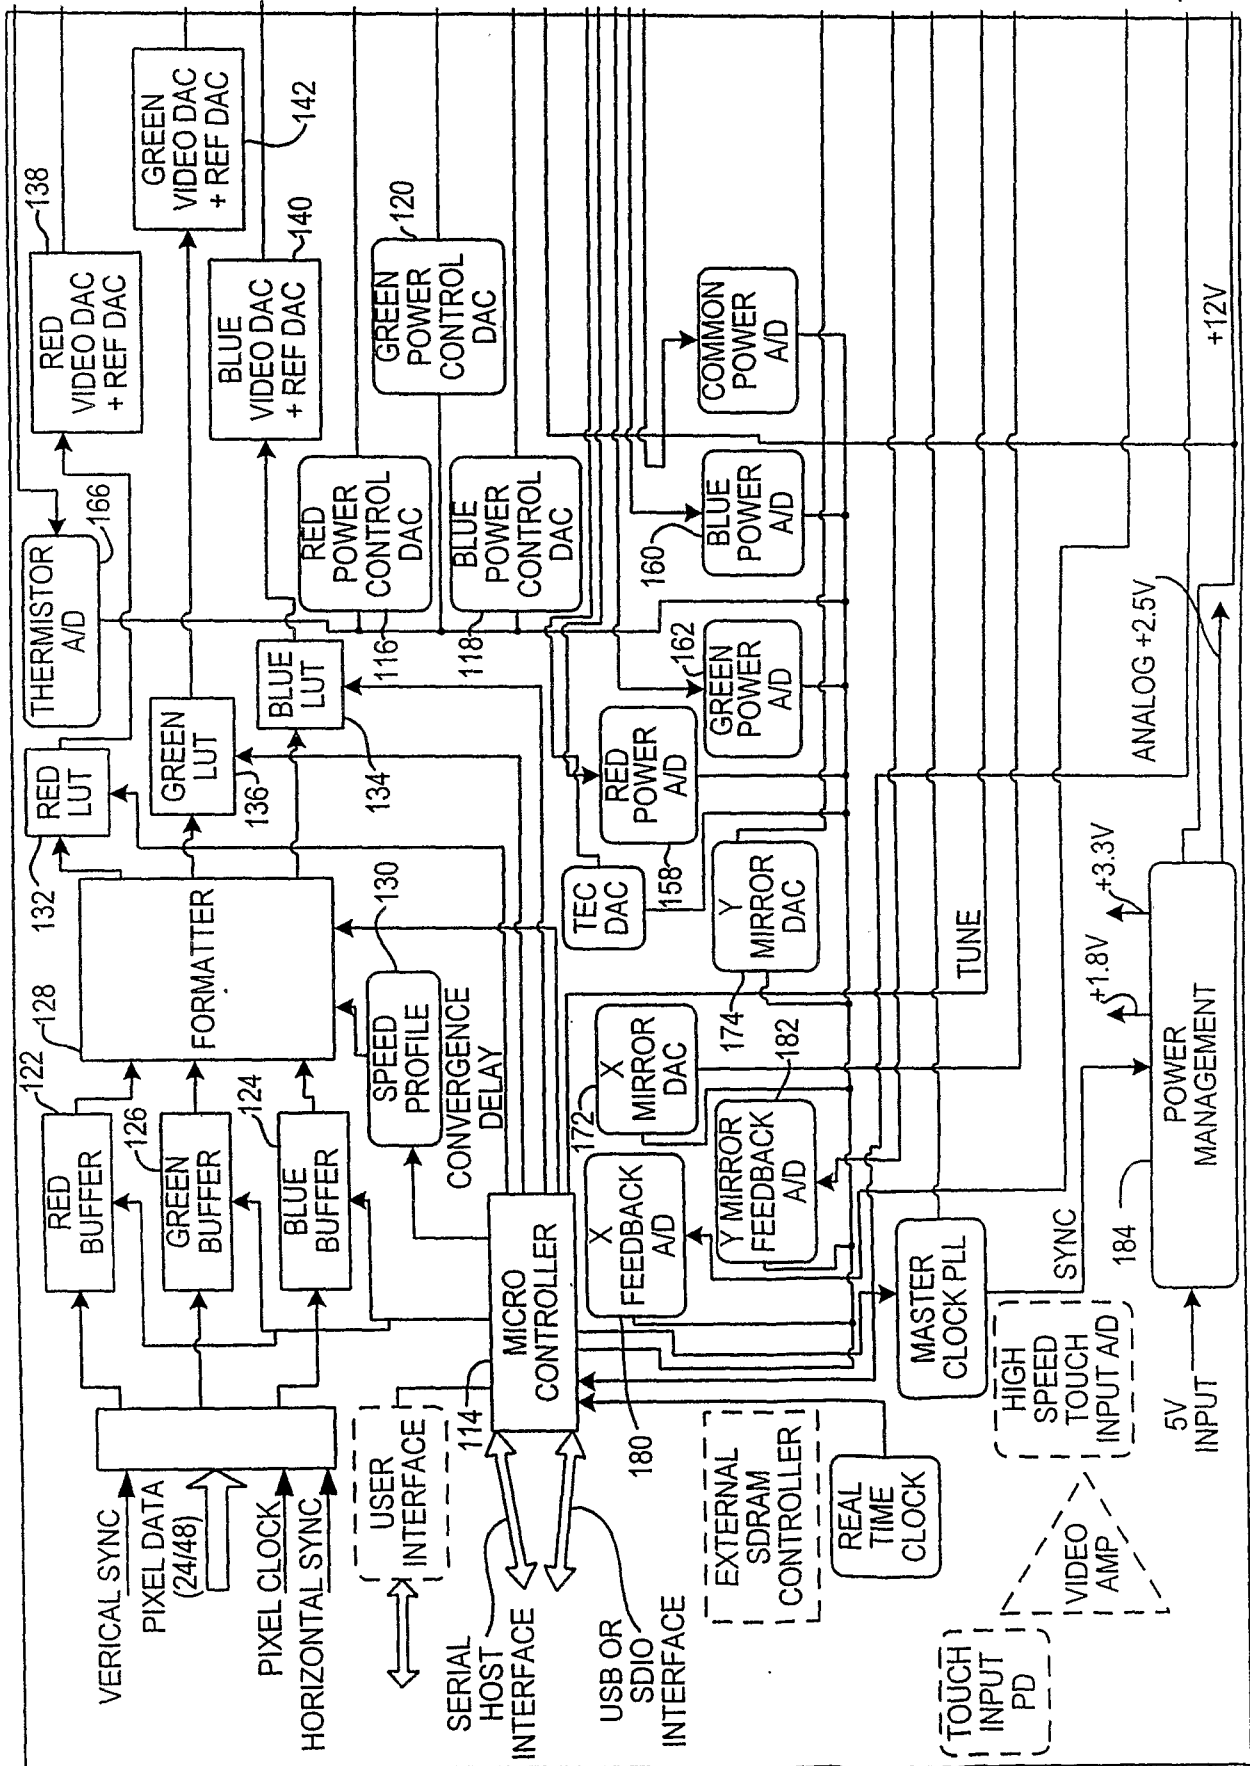 VERICAL SYNC
PIXEL DATA
(24/48)
PIXEL CLOCK
HORIZONTAL SYNC
122
RED
BUFFER
126
GREEN
BUFFER
124
BLUE
BUFFER
128
FORMATTER
132
RED
LUT
GREEN
LUT
136
BLUE
LUT
134
THERMISTOR
A/D
166
138
RED
VIDEO DAC
+ REF DAC
GREEN
VIDEO DAC
+ REF DAC
142
BLUE
VIDEO DAC
+ REF DAC
140
RED
POWER
CONTROL
DAC
116
GREEN
POWER
CONTROL
DAC
120
BLUE
POWER
CONTROL
DAC
118
USER
INTERFACE
SPEED
PROFILE
130
CONVERGENCE
DELAY
SERIAL
HOST
INTERFACE
USB OR
SDIO
INTERFACE
114
MICRO
CONTROLLER
TEC
DAC
RED
POWER
A/D
158
GREEN
POWER
A/D
162
160
BLUE
POWER
A/D
COMMON
POWER
A/D
X
FEEDBACK
A/D
180
172
X
MIRROR
DAC
Y MIRROR
FEEDBACK
A/D
182
174
Y
MIRROR
DAC
EXTERNAL
SDRAM
CONTROLLER
REAL
TIME
CLOCK
MASTER
CLOCK PLL
TUNE
SYNC
TOUCH
INPUT
PD
VIDEO
AMP
HIGH
SPEED
TOUCH
INPUT A/D
5V
INPUT
184
POWER
MANAGEMENT
+1.8V
+3.3V
ANALOG +2.5V
+12V